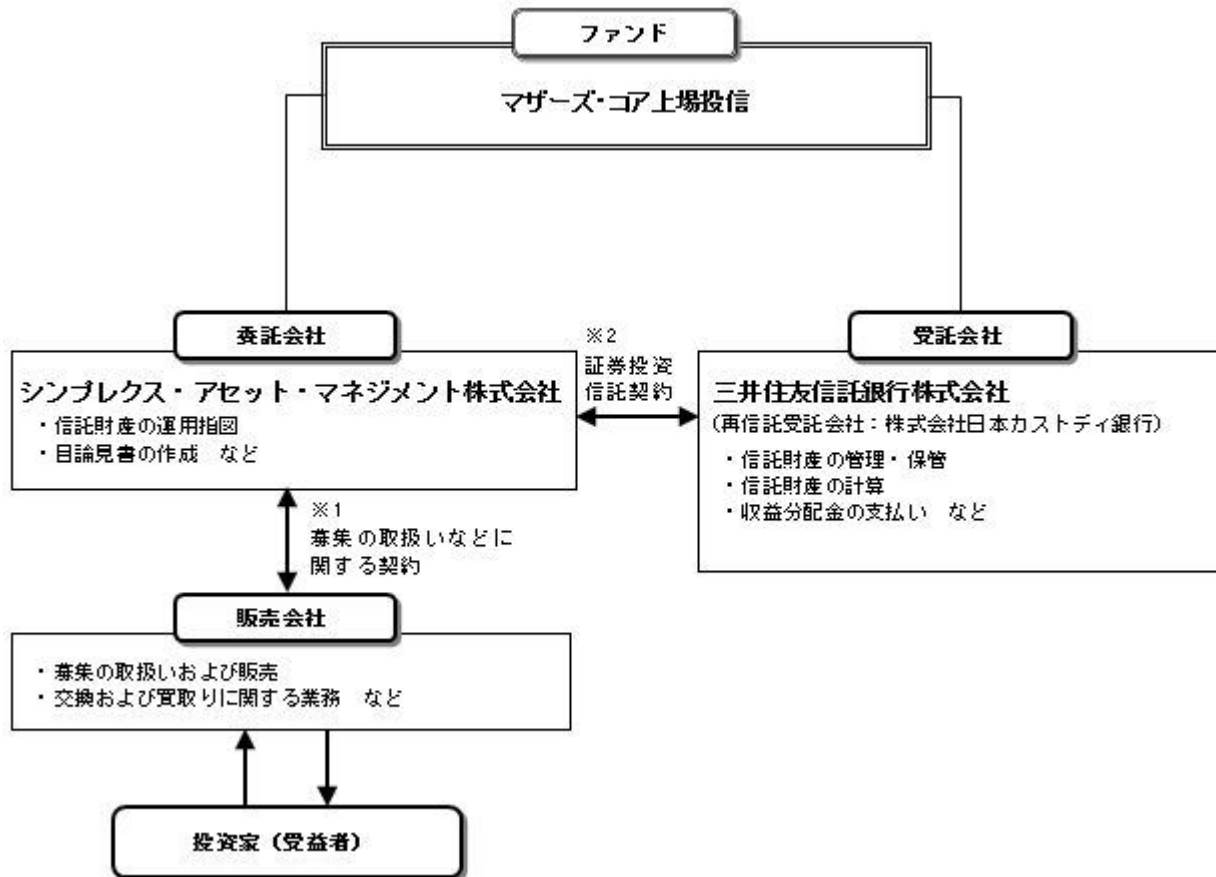 ファンド
マザーズ・コア上場投信
委託会社
シンプレクス・アセット・マネジメント株式会社
・信託財産の運用指図
・目論見書の作成　など
※2
証券投資
信託契約
受託会社
三井住友信託銀行株式会社
(再信託受託会社：株式会社日本カストディ銀行)
・信託財産の管理・保管
・信託財産の計算
・収益分配金の支払い　など
※1
募集の取扱いなどに
関する契約
販売会社
・募集の取扱いおよび販売
・交換および買取りに関する業務　など
投資家（受益者）